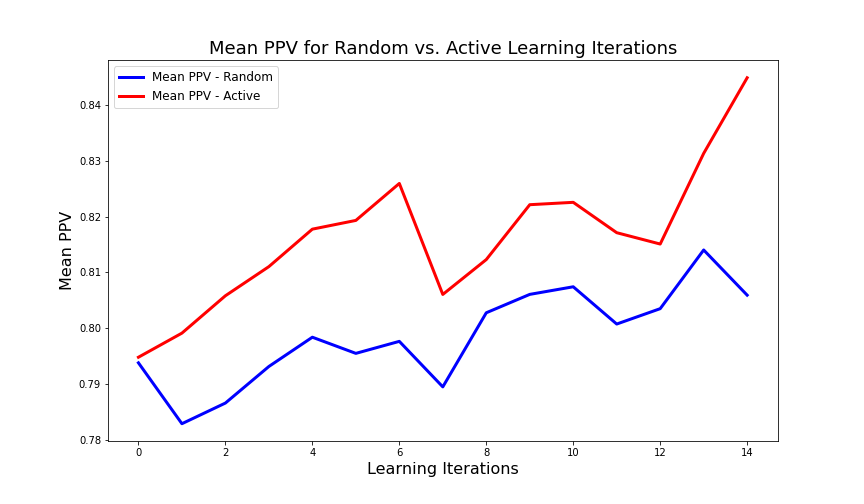 Mean PPV for Random vs. Active Learning Iterations
Mean PPV - Random
Mean PPV - Active
Mean PPV
0.84
0.83
0.82
0.81
0.80
0.79
0.78
0 2 4 6 8 10 12 14
Learning Iterations